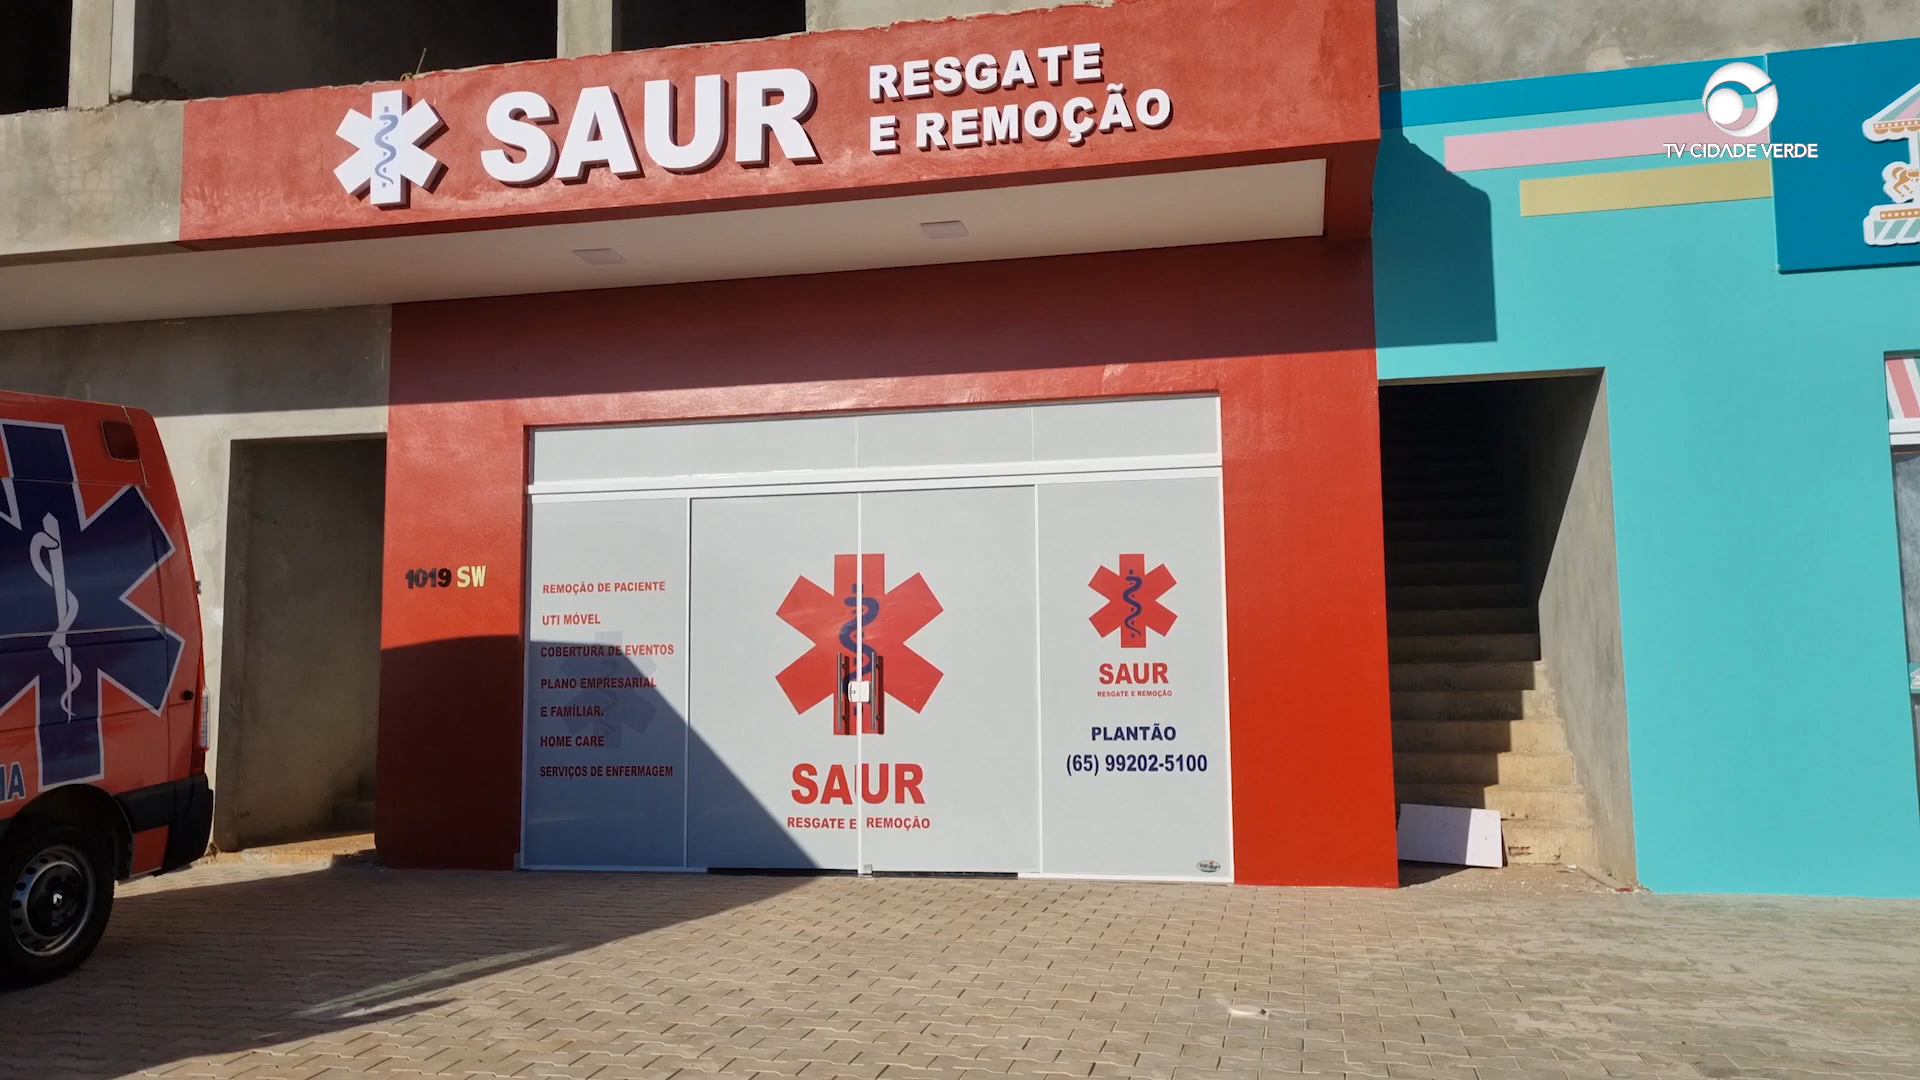 SAUR
RESGATE
E REMOÇÃO
TV CIDADE VERDE
1019 SW
REMOÇÃO DE PACIENTE
UTI MÓVEL
COBERTURA DE EVENTOS
PLANO EMPRESARIAL
E FAMÍLIAR.
HOME CARE
SERVIÇOS DE ENFERMAGEM
SAUR
RESGATE E REMOÇÃO
SAUR
RESGATE E REMOÇÃO
PLANTÃO
(65) 99202-5100